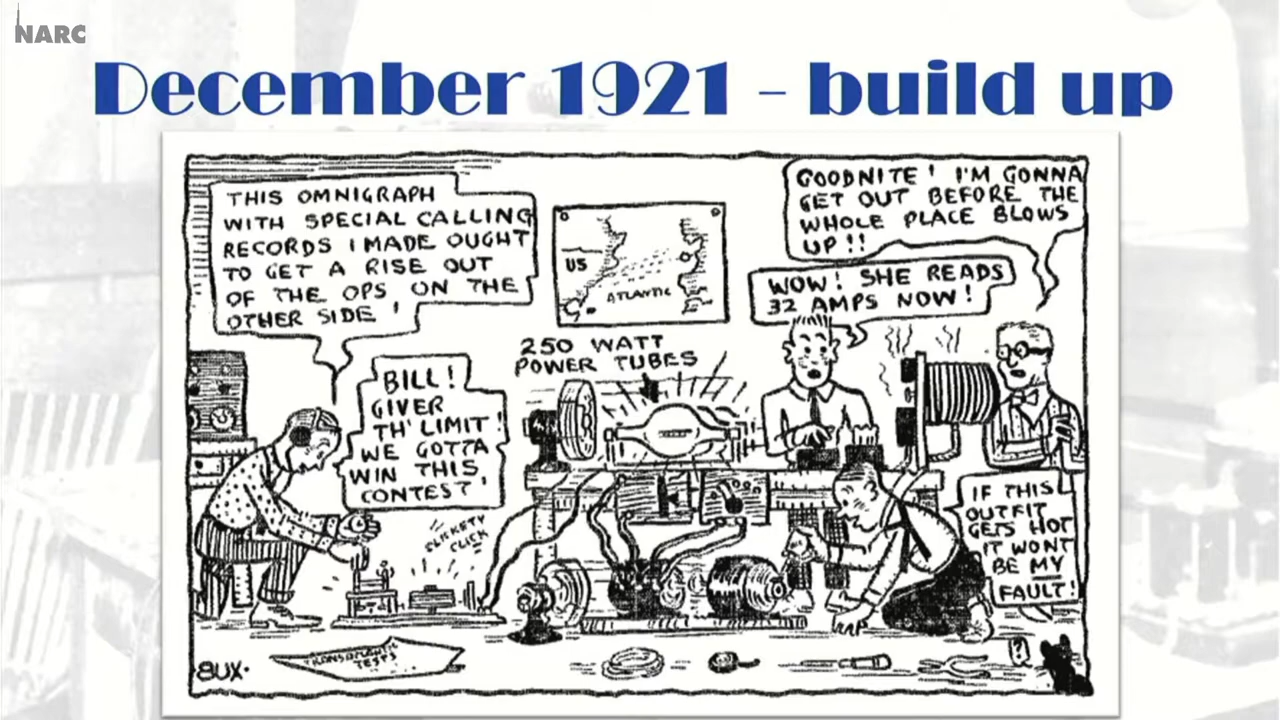 NARC
December 1921 - build up
THIS OMNIGRAPH
WITH SPECIAL CALLING
RECORDS I MADE OUGHT
TO GET A RISE OUT
OF THE OPS ON THE
OTHER SIDE!
BILL!
GIVER
TH' LIMIT!
WE GOTTA
WIN THIS
CONTEST!
US
ATLANTIC
250 WATT
POWER TUBES
GOODNITE! I'M GONNA
GET OUT BEFORE THE
WHOLE PLACE BLOWS
UP!!
WOW! SHE READS
32 AMPS NOW!
CLICKETY
CLICK
IF THIS
OUTFIT
GETS HOT
IT WONT
BE MY
FAULT!
TRANSATLANTIC
TESTS
?
·8UX·